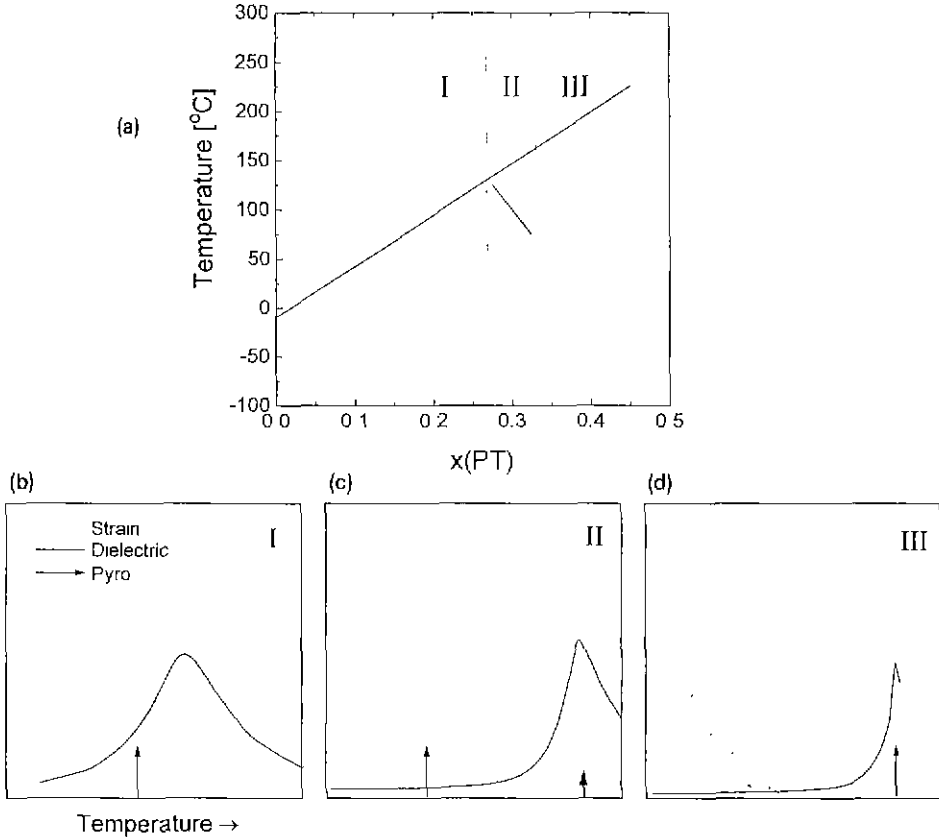 (a)
Temperature [°C]
300
250
200
150
100
50
0
-50
-100
I II III
0 0 0 1 0 2 0 3 0 4 0 5
x(PT)
(b)
Strain
Dielectric
Pyro
I
(c)
II
(d)
III
Temperature →